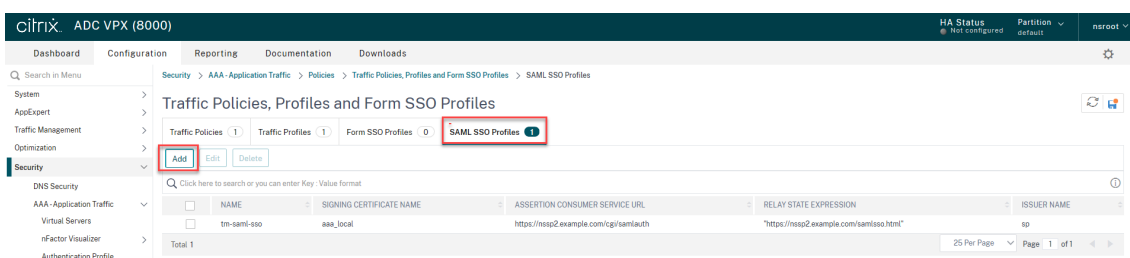 citrix. ADC VPX (8000)
HA Status
Not configured
Partition
default
nsroot
Dashboard Configuration Reporting Documentation Downloads
Search in Menu
System
AppExpert
Traffic Management
Optimization
Security
DNS Security
AAA - Application Traffic
Virtual Servers
nFactor Visualizer
Authentication Profile
Security > AAA - Application Traffic > Policies > Traffic Policies, Profiles and Form SSO Profiles > SAML SSO Profiles
Traffic Policies, Profiles and Form SSO Profiles
Traffic Policies 1 Traffic Profiles 1 Form SSO Profiles 0 SAML SSO Profiles 1
Add Edit Delete
Click here to search or you can enter Key : Value format
NAME SIGNING CERTIFICATE NAME ASSERTION CONSUMER SERVICE URL RELAY STATE EXPRESSION ISSUER NAME
tm-saml-sso aaa_local https://nssp2.example.com/cgi/samlauth "https://nssp2.example.com/samlsso.html" sp
Total 1 25 Per Page Page 1 of 1